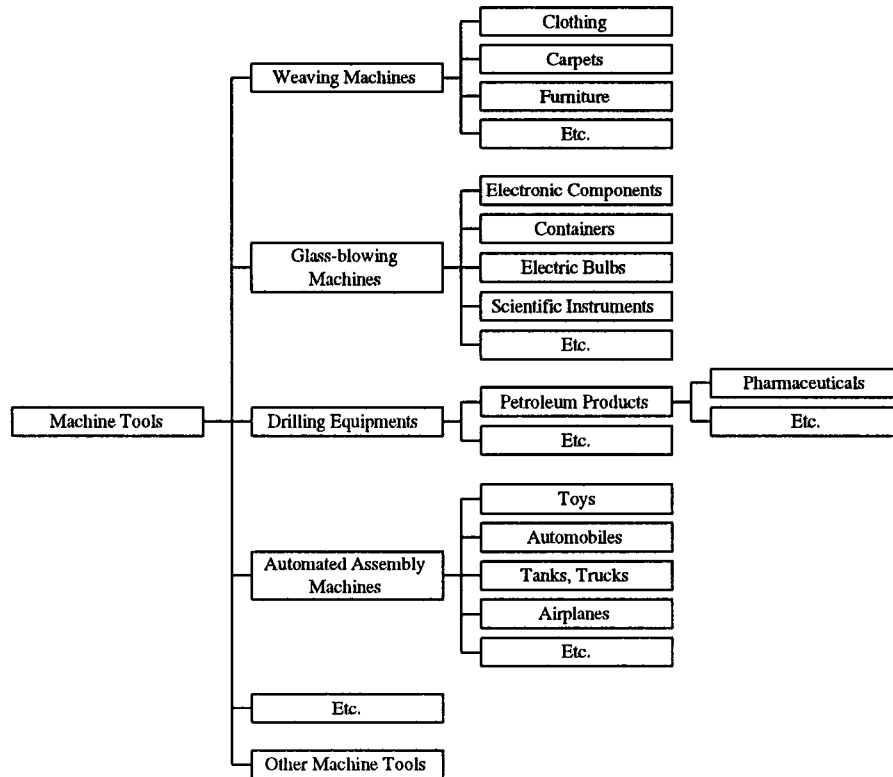 Machine Tools
Weaving Machines
Clothing
Carpets
Furniture
Etc.
Glass-blowing
Machines
Electronic Components
Containers
Electric Bulbs
Scientific Instruments
Etc.
Drilling Equipments
Petroleum Products
Pharmaceuticals
Etc.
Etc.
Automated Assembly
Machines
Toys
Automobiles
Tanks, Trucks
Airplanes
Etc.
Etc.
Other Machine Tools